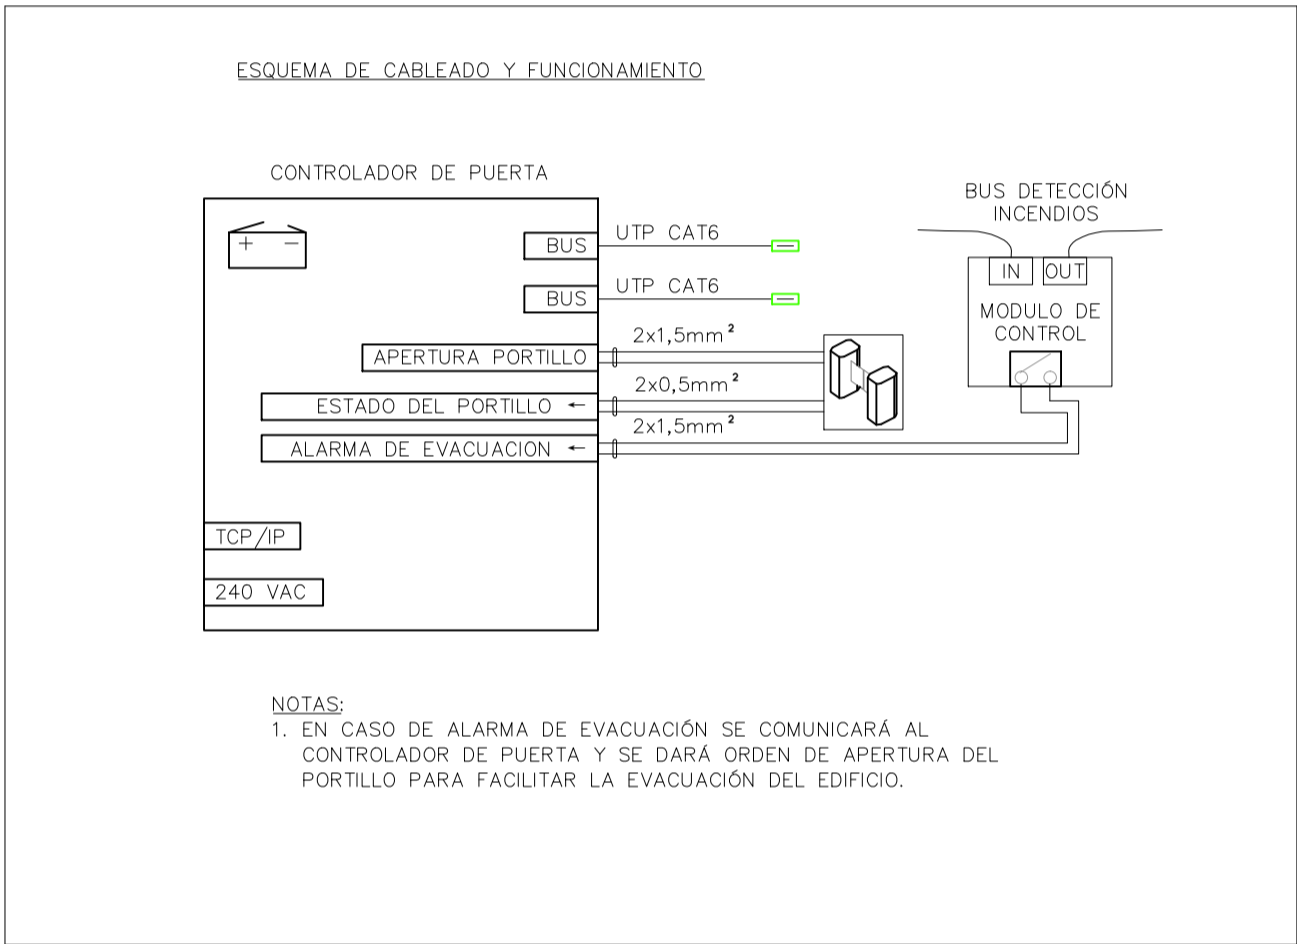 ESQUEMA DE CABLEADO Y FUNCIONAMIENTO
CONTROLADOR DE PUERTA
+ −
BUS
UTP CAT6
BUS
UTP CAT6
APERTURA PORTILLO
2x1,5mm²
ESTADO DEL PORTILLO ←
2x0,5mm²
ALARMA DE EVACUACION ←
2x1,5mm²
TCP/IP
240 VAC
BUS DETECCIÓN
INCENDIOS
IN OUT
MODULO DE
CONTROL
NOTAS:
1. EN CASO DE ALARMA DE EVACUACIÓN SE COMUNICARÁ AL
CONTROLADOR DE PUERTA Y SE DARÁ ORDEN DE APERTURA DEL
PORTILLO PARA FACILITAR LA EVACUACIÓN DEL EDIFICIO.